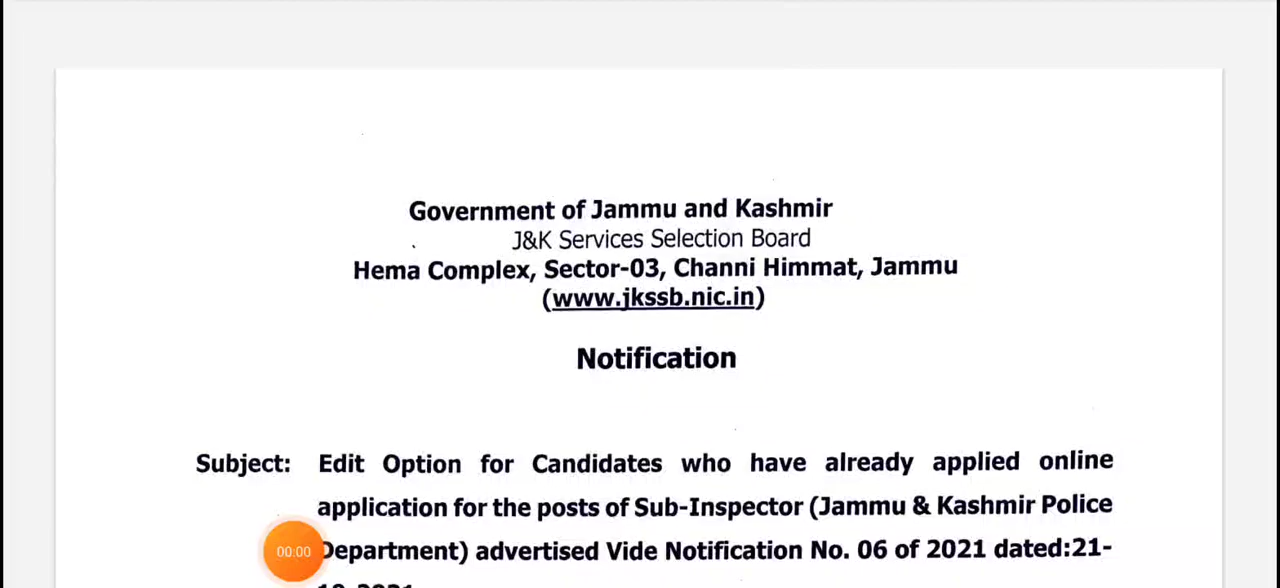 Government of Jammu and Kashmir
J&K Services Selection Board
Hema Complex, Sector-03, Channi Himmat, Jammu
(www.jkssb.nic.in)
Notification
Subject: Edit Option for Candidates who have already applied online
application for the posts of Sub-Inspector (Jammu & Kashmir Police
Department) advertised Vide Notification No. 06 of 2021 dated:21-
00:00